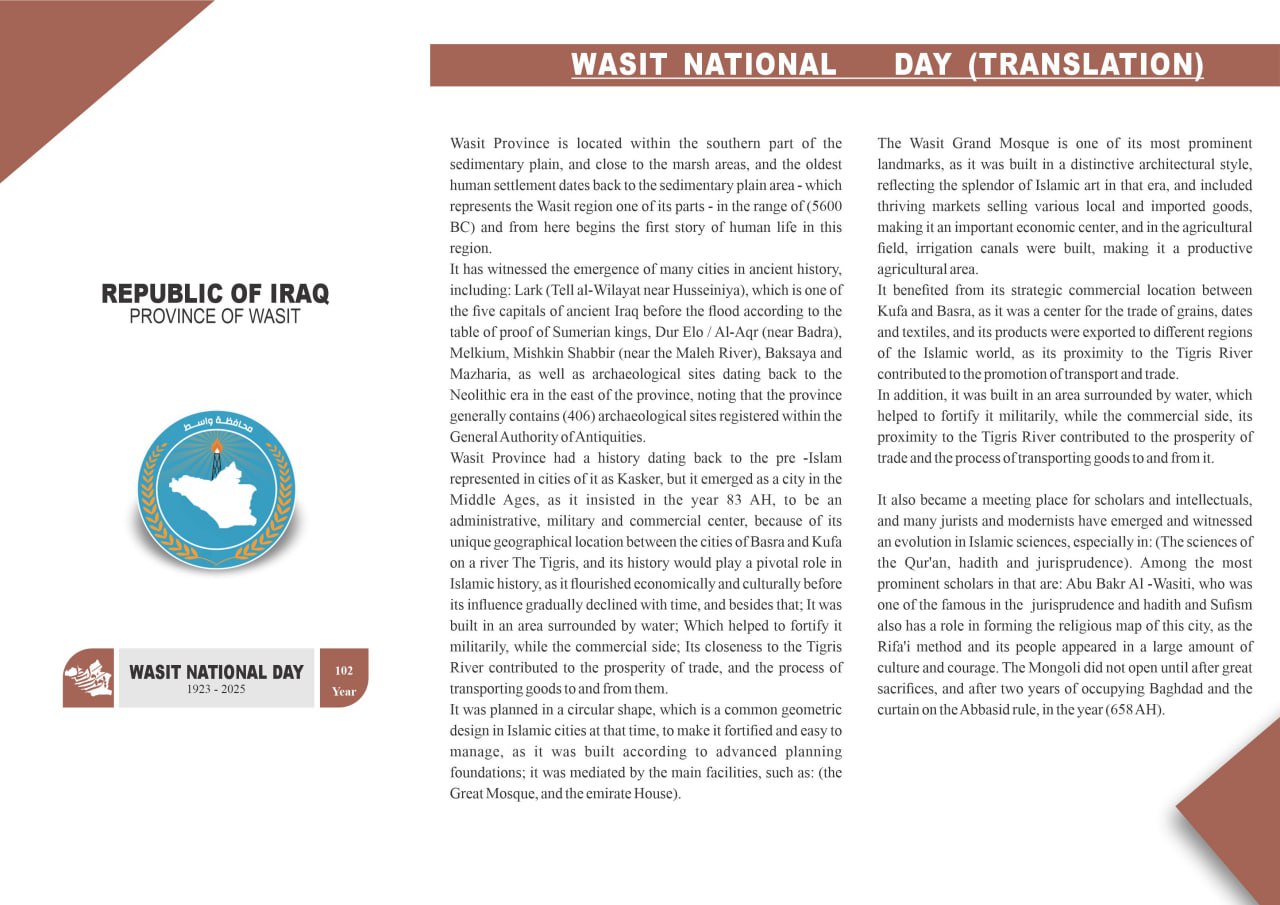 WASIT NATIONAL DAY (TRANSLATION)
REPUBLIC OF IRAQ
PROVINCE OF WASIT
محافظة واسط
WASIT NATIONAL DAY
1923 - 2025
102
Year
Wasit Province is located within the southern part of the
sedimentary plain, and close to the marsh areas, and the oldest
human settlement dates back to the sedimentary plain area - which
represents the Wasit region one of its parts - in the range of (5600
BC) and from here begins the first story of human life in this
region.
It has witnessed the emergence of many cities in ancient history,
including: Lark (Tell al-Wilayat near Husseiniya), which is one of
the five capitals of ancient Iraq before the flood according to the
table of proof of Sumerian kings, Dur Elo / Al-Aqr (near Badra),
Melkium, Mishkin Shabbir (near the Maleh River), Baksaya and
Mazharia, as well as archaeological sites dating back to the
Neolithic era in the east of the province, noting that the province
generally contains (406) archaeological sites registered within the
General Authority of Antiquities.
Wasit Province had a history dating back to the pre -Islam
represented in cities of it as Kasker, but it emerged as a city in the
Middle Ages, as it insisted in the year 83 AH, to be an
administrative, military and commercial center, because of its
unique geographical location between the cities of Basra and Kufa
on a river The Tigris, and its history would play a pivotal role in
Islamic history, as it flourished economically and culturally before
its influence gradually declined with time, and besides that; It was
built in an area surrounded by water; Which helped to fortify it
militarily, while the commercial side; Its closeness to the Tigris
River contributed to the prosperity of trade, and the process of
transporting goods to and from them.
It was planned in a circular shape, which is a common geometric
design in Islamic cities at that time, to make it fortified and easy to
manage, as it was built according to advanced planning
foundations; it was mediated by the main facilities, such as: (the
Great Mosque, and the emirate House).
The Wasit Grand Mosque is one of its most prominent
landmarks, as it was built in a distinctive architectural style,
reflecting the splendor of Islamic art in that era, and included
thriving markets selling various local and imported goods,
making it an important economic center, and in the agricultural
field, irrigation canals were built, making it a productive
agricultural area.
It benefited from its strategic commercial location between
Kufa and Basra, as it was a center for the trade of grains, dates
and textiles, and its products were exported to different regions
of the Islamic world, as its proximity to the Tigris River
contributed to the promotion of transport and trade.
In addition, it was built in an area surrounded by water, which
helped to fortify it militarily, while the commercial side, its
proximity to the Tigris River contributed to the prosperity of
trade and the process of transporting goods to and from it.
It also became a meeting place for scholars and intellectuals,
and many jurists and modernists have emerged and witnessed
an evolution in Islamic sciences, especially in: (The sciences of
the Qur'an, hadith and jurisprudence). Among the most
prominent scholars in that are: Abu Bakr Al -Wasiti, who was
one of the famous in the jurisprudence and hadith and Sufism
also has a role in forming the religious map of this city, as the
Rifa'i method and its people appeared in a large amount of
culture and courage. The Mongoli did not open until after great
sacrifices, and after two years of occupying Baghdad and the
curtain on the Abbasid rule, in the year (658 AH).